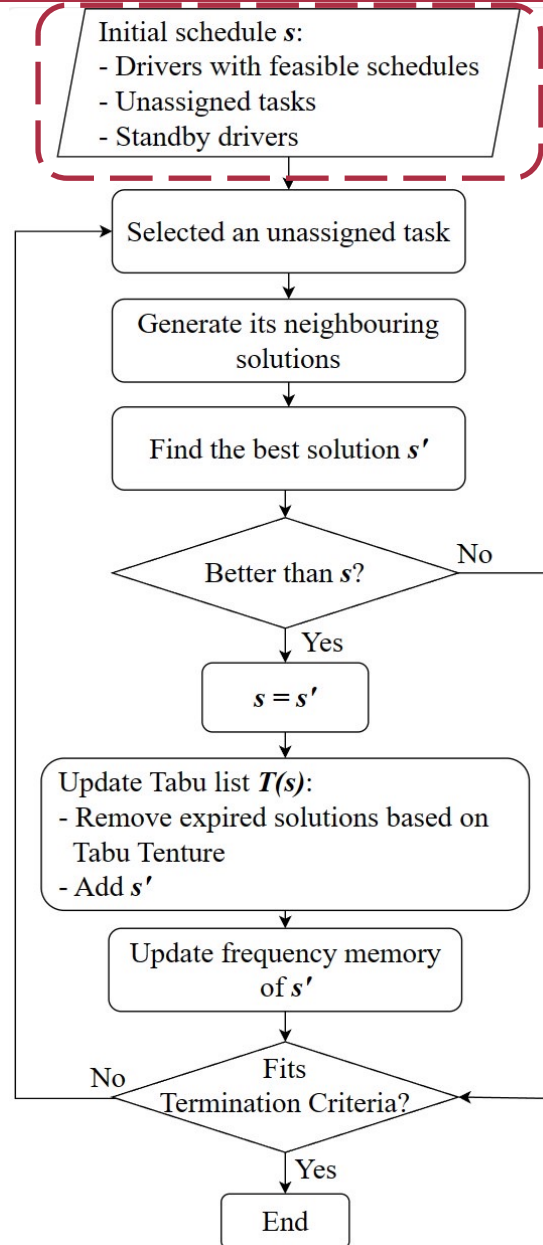 Initial schedule s:
- Drivers with feasible schedules
- Unassigned tasks
- Standby drivers
Selected an unassigned task
Generate its neighbouring
solutions
Find the best solution s'
Better than s?
No
Yes
s = s'
Update Tabu list T(s):
- Remove expired solutions based on
Tabu Tenture
- Add s'
Update frequency memory
of s'
Fits
Termination Criteria?
No
Yes
End